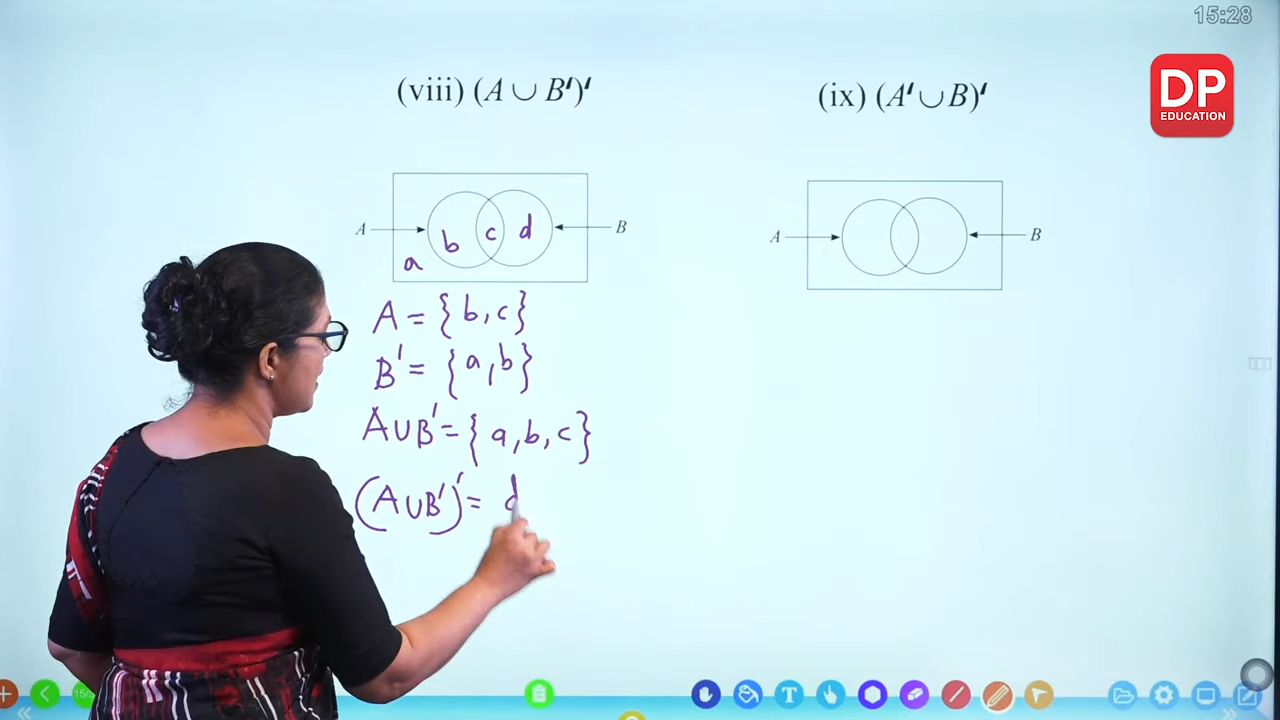 15:28
DP
EDUCATION
(viii) (A ∪ B′)′
(ix) (A′ ∪ B)′
A
B
a
b
c
d
A
B
A = {b, c}
B′ = {a, b}
A∪B′ = {a, b, c}
(A∪B′)′ = d
T